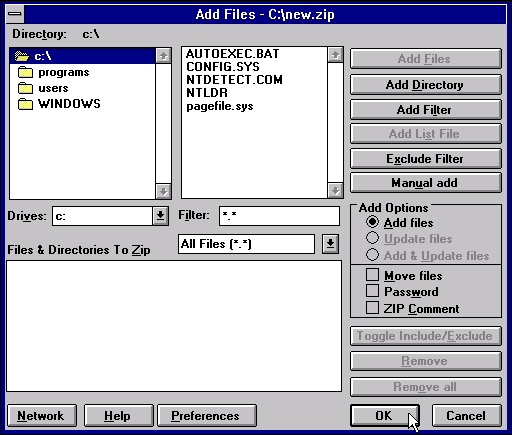 Add Files - C:\new.zip
Directory: c:\
c:\
programs
users
WINDOWS
AUTOEXEC.BAT
CONFIG.SYS
NTDETECT.COM
NTLDR
pagefile.sys
Add Files
Add Directory
Add Filter
Add List File
Exclude Filter
Manual add
Drives: c:
Filter: *.*
All Files (*.*)
Add Options
Add files
Update files
Add & Update files
Move files
Password
ZIP Comment
Files & Directories To Zip
Toggle Include/Exclude
Remove
Remove all
Network
Help
Preferences
OK
Cancel